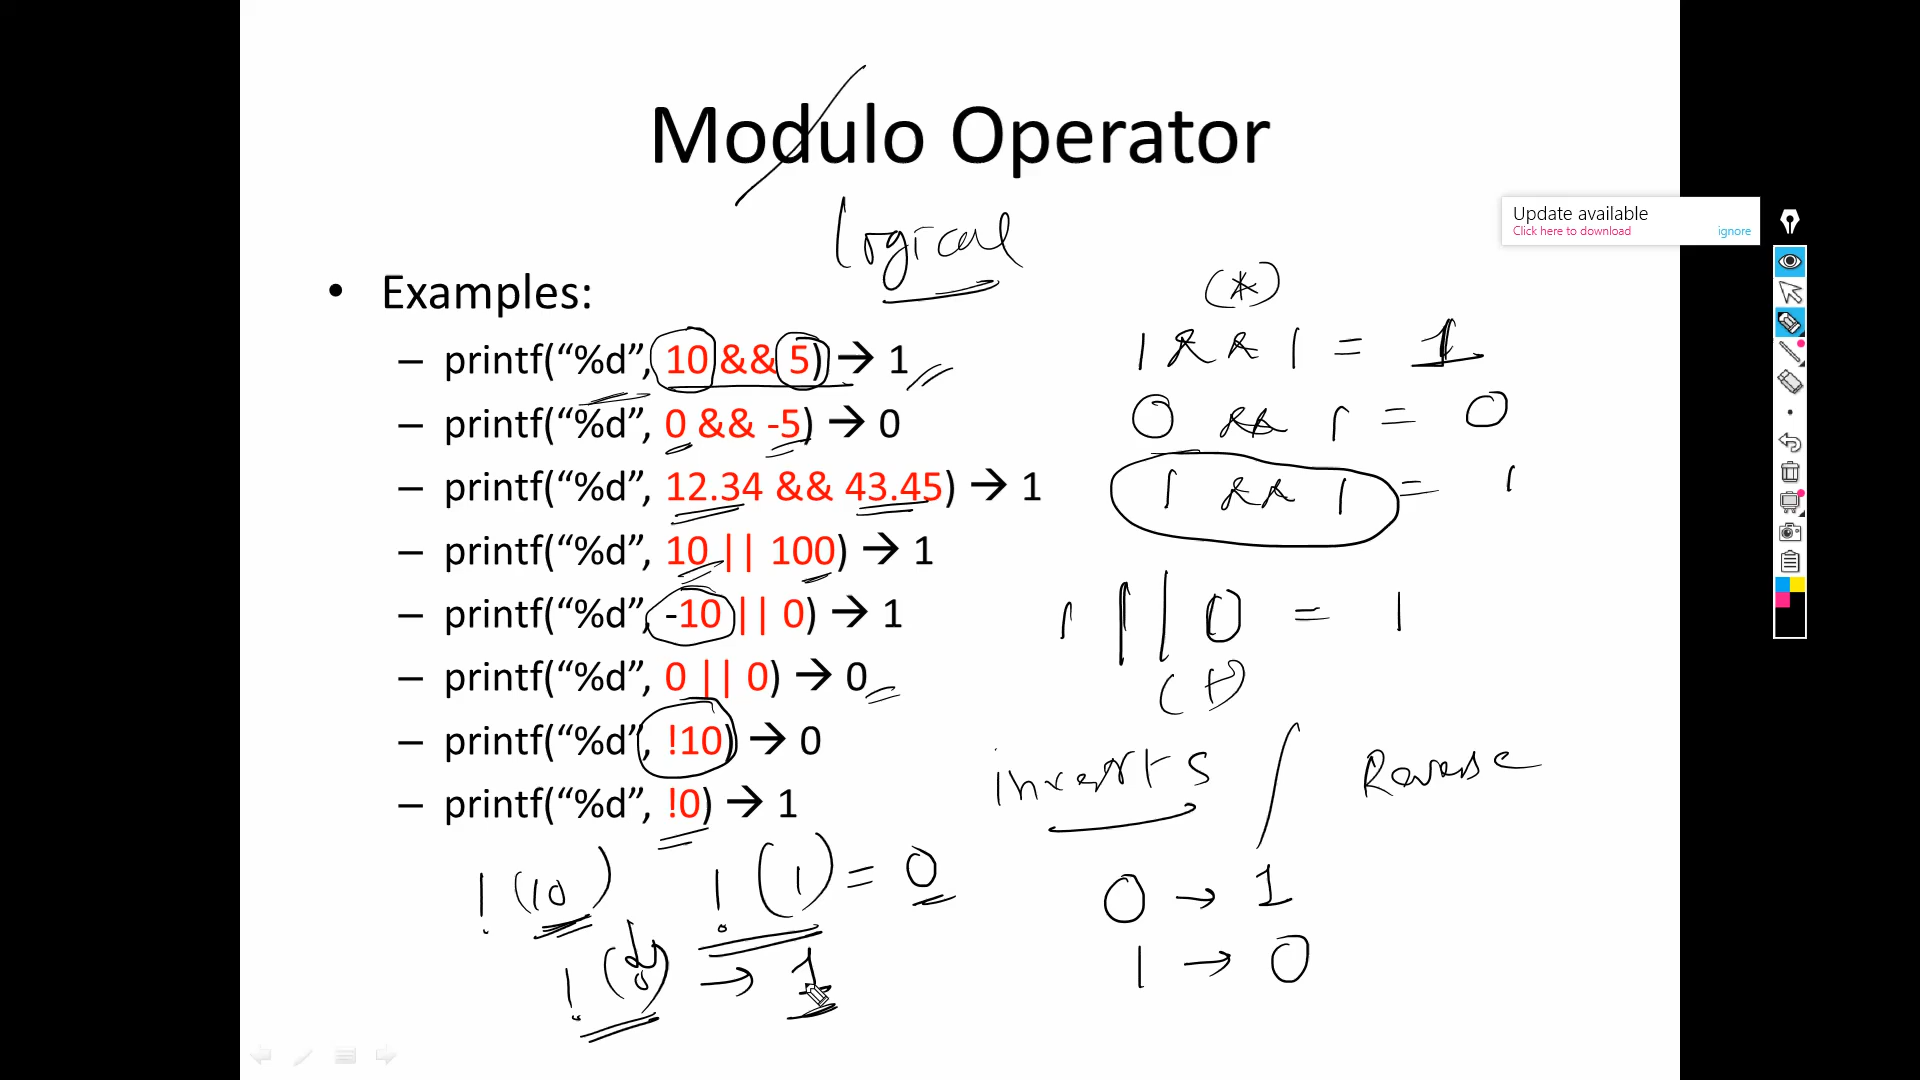 Modulo Operator
Logical
Update available
Click here to download ignore
• Examples:
– printf(“%d”, 10 && 5) → 1
– printf(“%d”, 0 && -5) → 0
– printf(“%d”, 12.34 && 43.45) → 1
– printf(“%d”, 10 || 100) → 1
– printf(“%d”, -10 || 0) → 1
– printf(“%d”, 0 || 0) → 0
– printf(“%d”, !10) → 0
– printf(“%d”, !0) → 1
(*)
1 && 1 = 1
0 && 1 = 0
1 && 1 = 1
1 || 0 = 1
(+)
inverts / Reverse
0 → 1
1 → 0
!(10) !(1) = 0
!(0) → 1